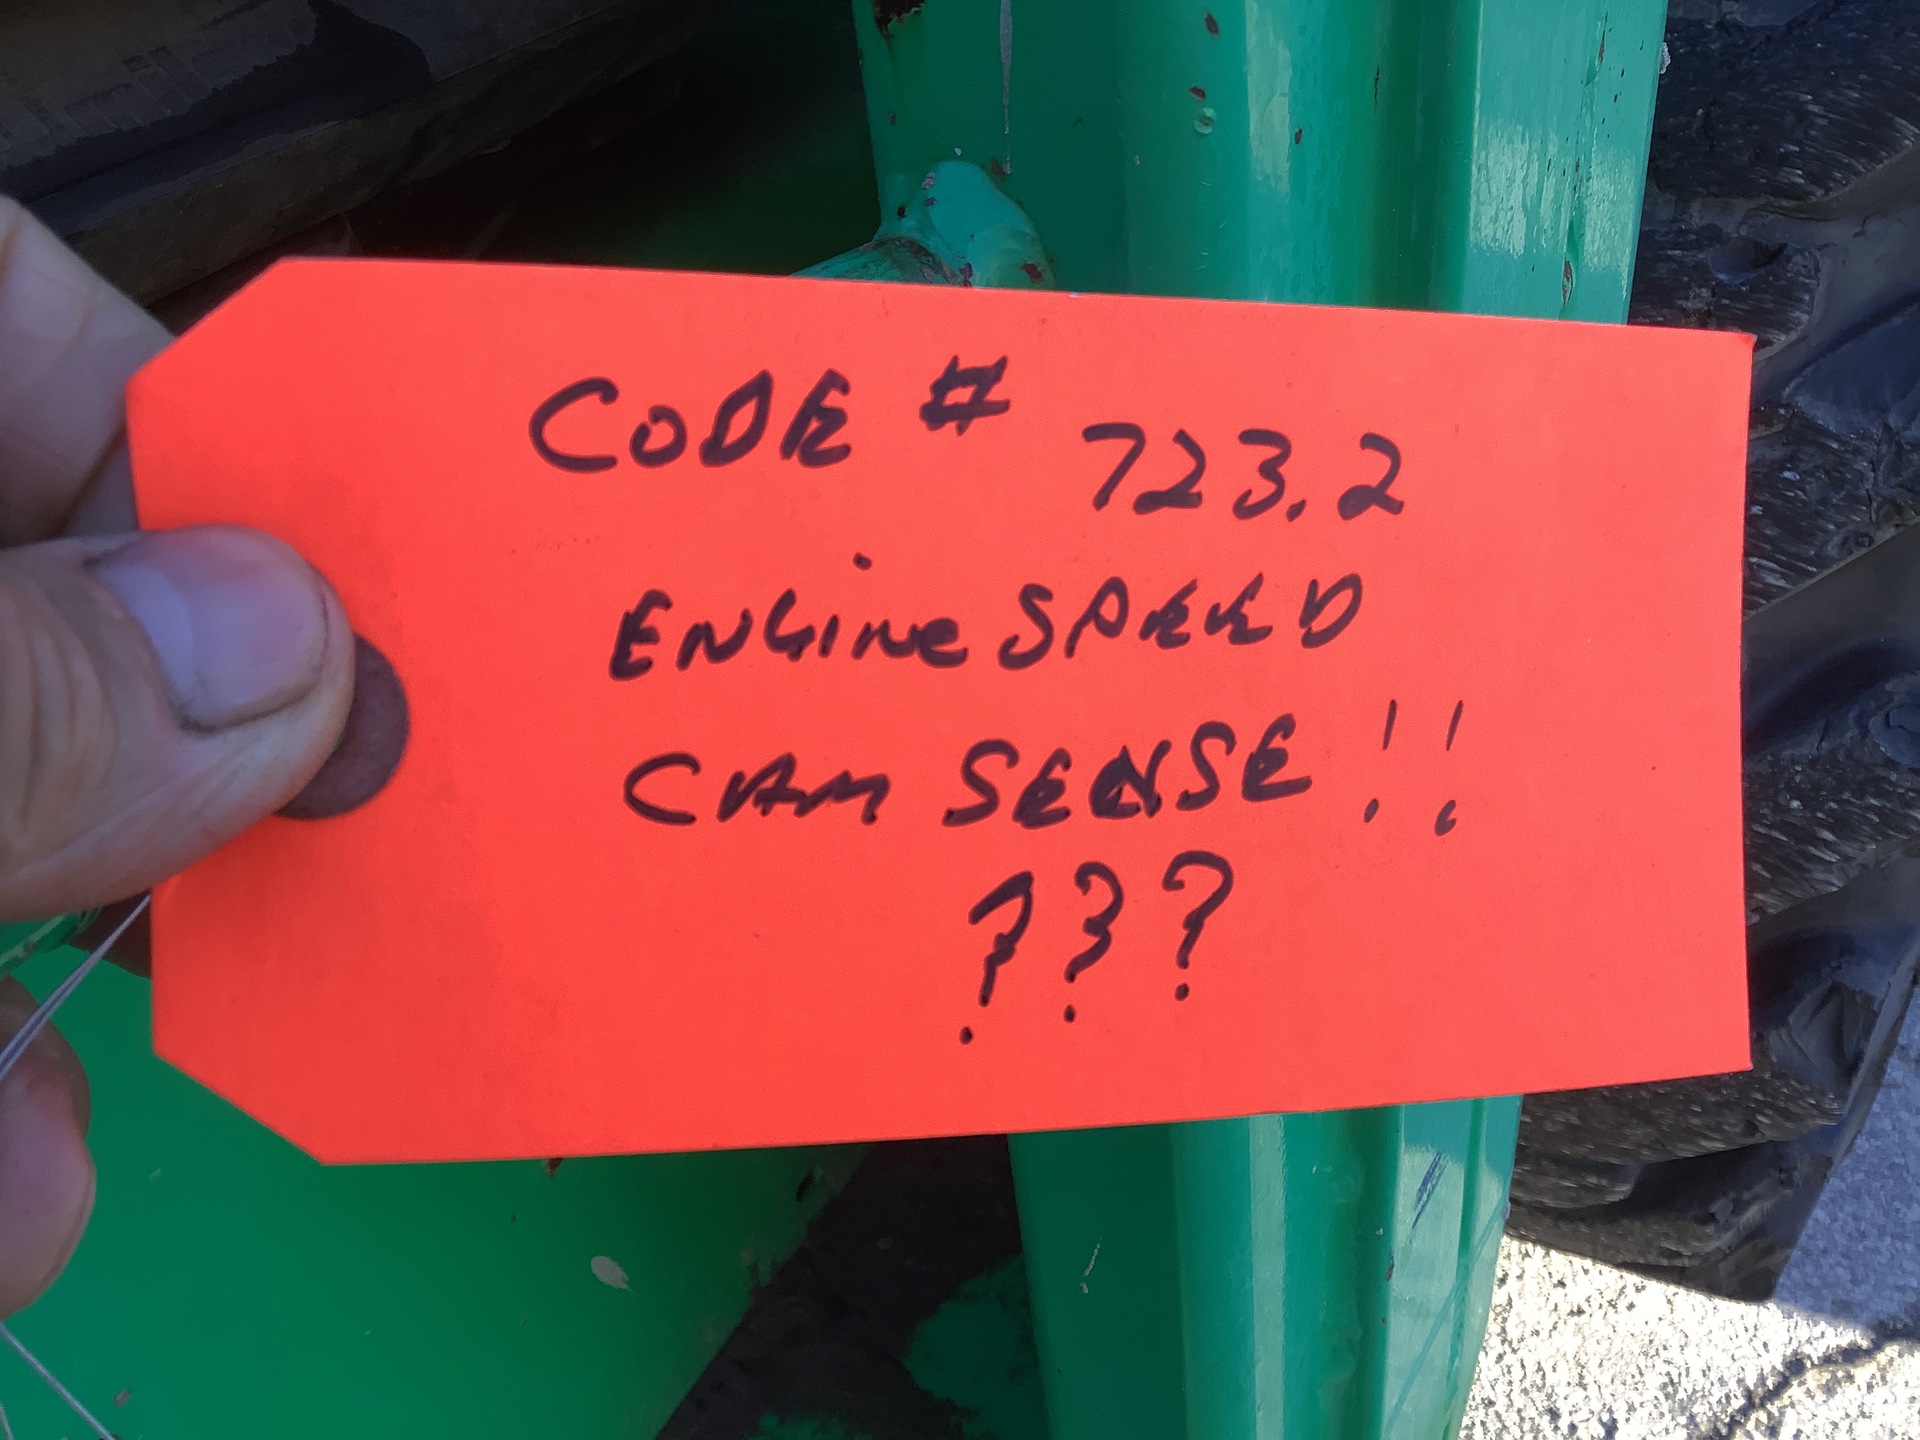 CODE # 723.2
ENGINE SPEED
CAM SENSE!!
???